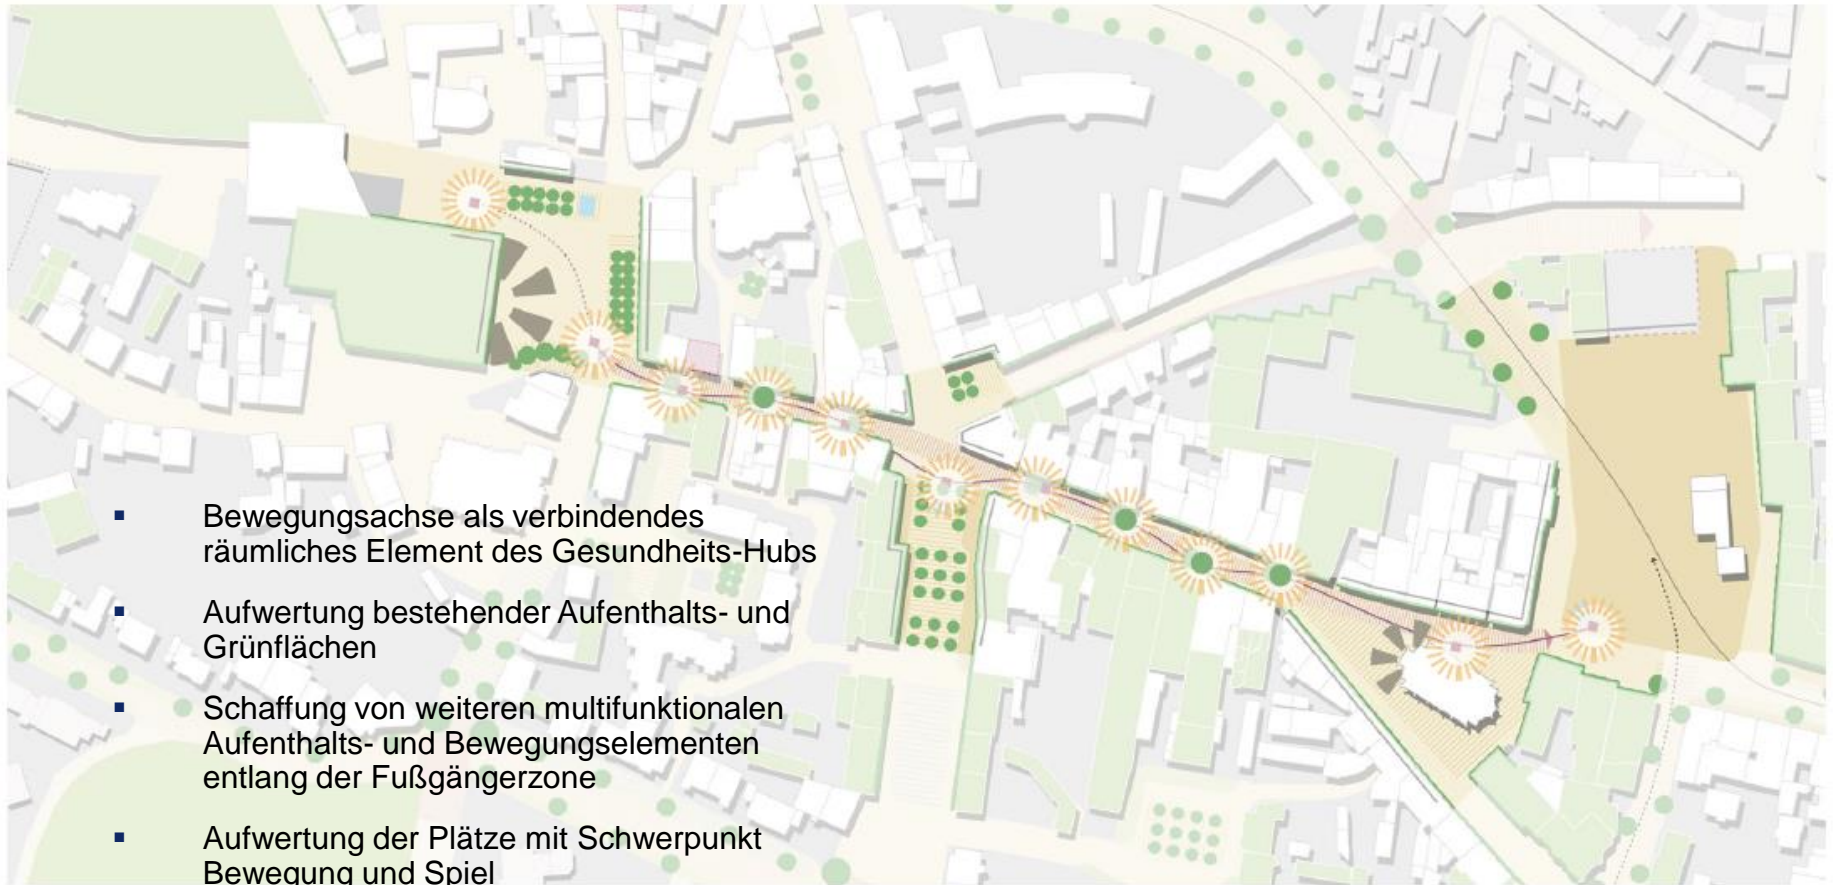 ▪ Bewegungsachse als verbindendes
räumliches Element des Gesundheits-Hubs
▪ Aufwertung bestehender Aufenthalts- und
Grünflächen
▪ Schaffung von weiteren multifunktionalen
Aufenthalts- und Bewegungselementen
entlang der Fußgängerzone
▪ Aufwertung der Plätze mit Schwerpunkt
Bewegung und Spiel